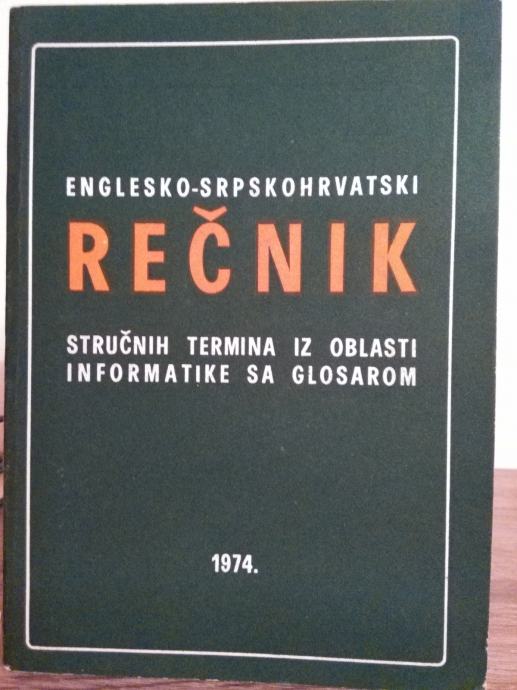 ENGLESKO-SRPSKOHRVATSKI
REČNIK
STRUČNIH TERMINA IZ OBLASTI
INFORMATIKE SA GLOSAROM
1974.